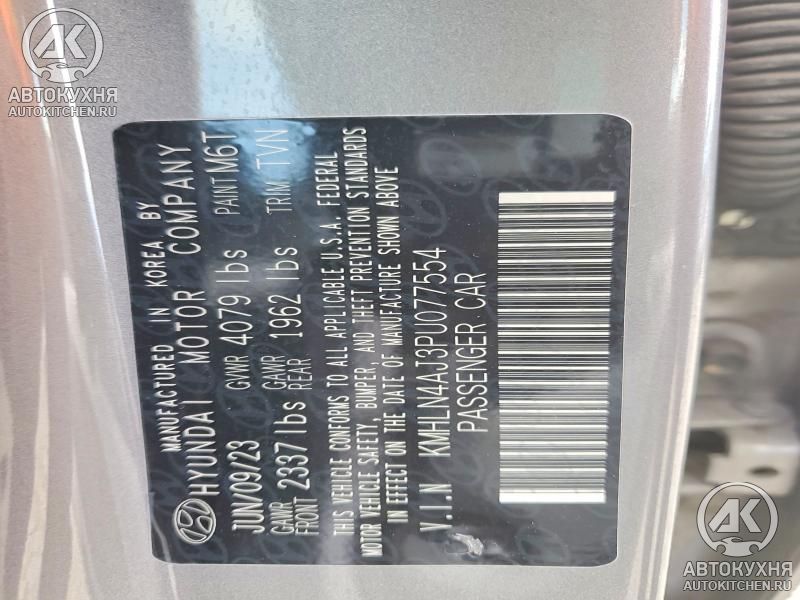 АВТОКУХНЯ
AUTOKITCHEN.RU
MANUFACTURED IN KOREA BY
HYUNDAI MOTOR COMPANY
JUN/09/23 GVWR 4079 lbs PAINT M6T
GAWR FRONT 2337 lbs GAWR REAR 1962 lbs TRIM TVN
THIS VEHICLE CONFORMS TO ALL APPLICABLE U.S.A. FEDERAL
MOTOR VEHICLE SAFETY, BUMPER, AND THEFT PREVENTION STANDARDS
IN EFFECT ON THE DATE OF MANUFACTURE SHOWN ABOVE
V.I.N KMHLN4AJ3PU077554
PASSENGER CAR
АВТОКУХНЯ
AUTOKITCHEN.RU